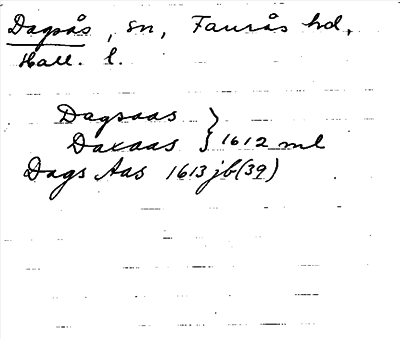 Dagsås, sn, Faurås hd,
Hall. l.
Dagsaas
Daxaas } 1612 ml
Dags Aas 1613 jb (39)